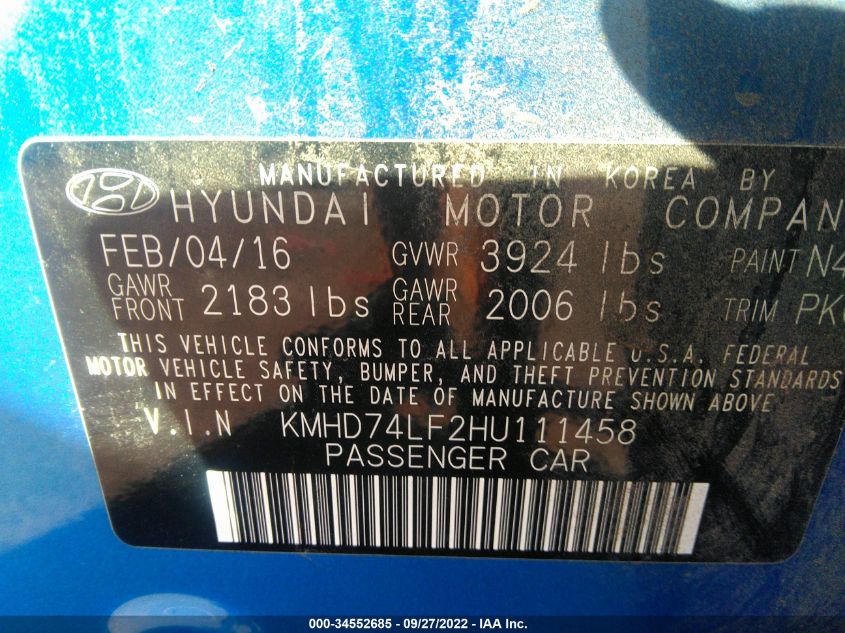 MANUFACTURED IN KOREA BY
HYUNDAI MOTOR COMPAN
FEB/04/16 GVWR 3924 lbs PAINT N4
GAWR FRONT 2183 lbs GAWR REAR 2006 lbs TRIM PK
THIS VEHICLE CONFORMS TO ALL APPLICABLE U.S.A. FEDERAL
MOTOR VEHICLE SAFETY, BUMPER, AND THEFT PREVENTION STANDARDS
IN EFFECT ON THE DATE OF MANUFACTURE SHOWN ABOVE
V.I.N KMHD74LF2HU111458
PASSENGER CAR
000-34552685 - 09/27/2022 - IAA Inc.